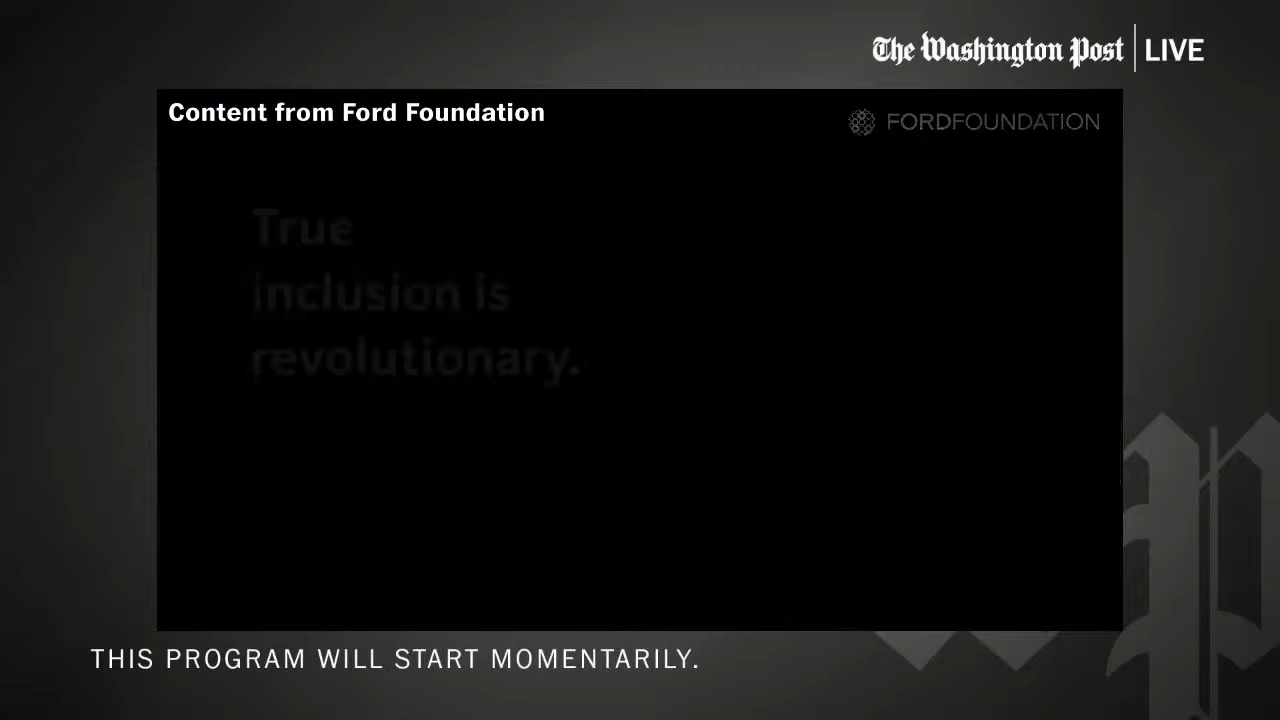 The Washington Post | LIVE
Content from Ford Foundation
FORDFOUNDATION
True
inclusion is
revolutionary.
THIS PROGRAM WILL START MOMENTARILY.